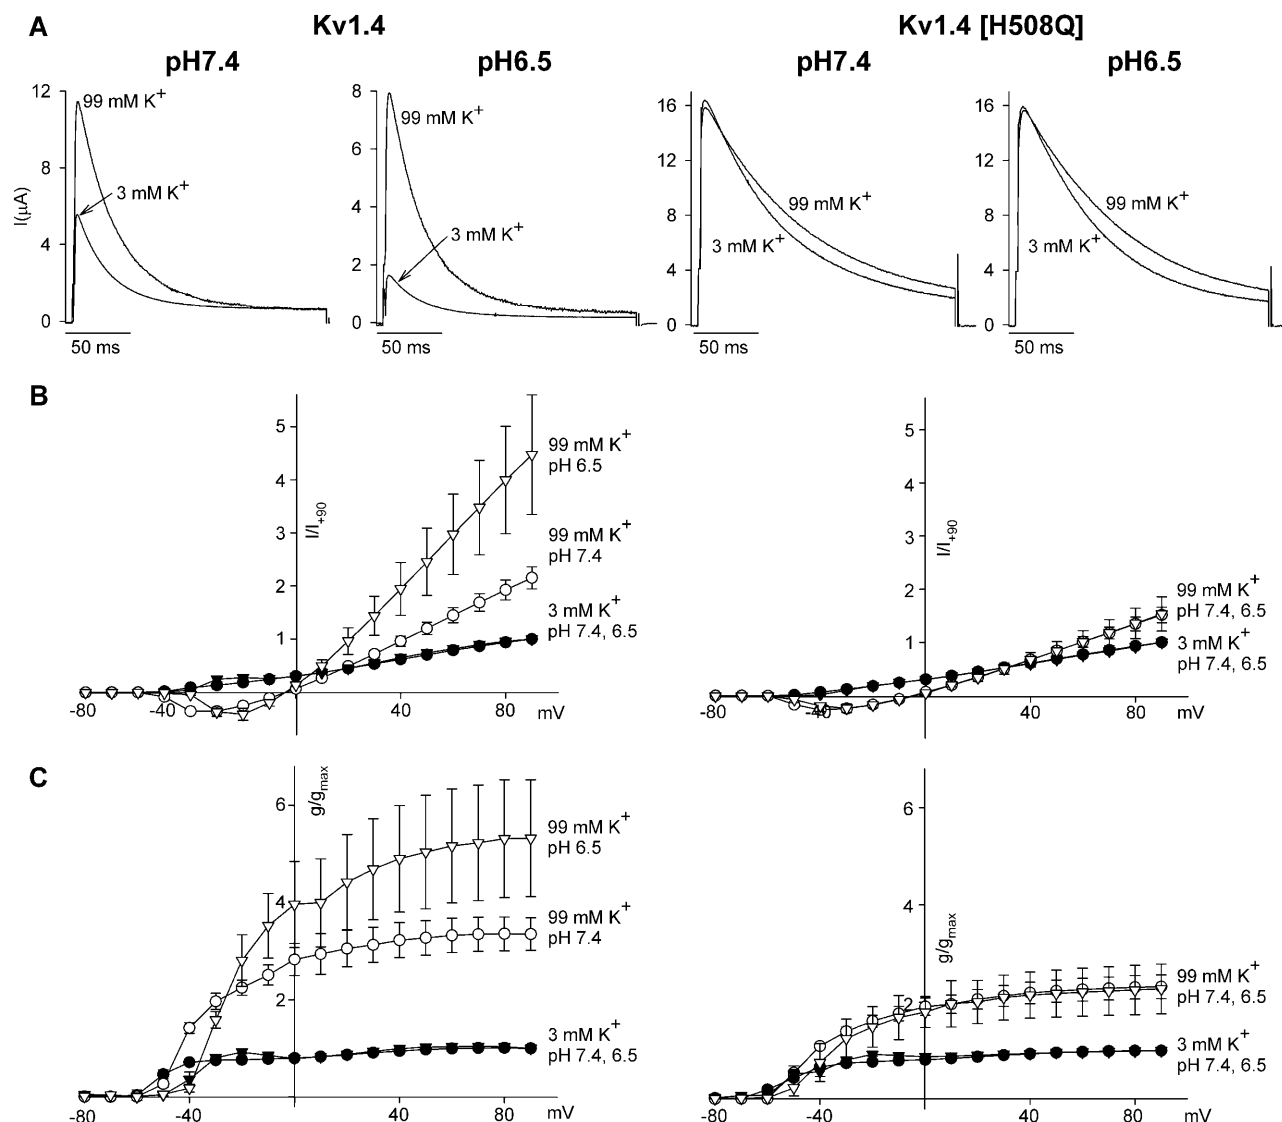 A
Kv1.4
Kv1.4 [H508Q]
pH7.4
pH6.5
pH7.4
pH6.5
I(μA)
12
8
4
0
99 mM K+
3 mM K+
50 ms
8
6
4
2
0
99 mM K+
3 mM K+
50 ms
16
12
8
4
0
99 mM K+
3 mM K+
50 ms
16
12
8
4
0
99 mM K+
3 mM K+
50 ms
B
I/I+90
5
4
3
2
1
-80
-40
40
80
mV
99 mM K+
pH 6.5
99 mM K+
pH 7.4
3 mM K+
pH 7.4, 6.5
I/I+90
5
4
3
2
1
-80
-40
40
80
mV
99 mM K+
pH 7.4, 6.5
3 mM K+
pH 7.4, 6.5
C
g/gmax
6
4
2
-80
-40
40
80
mV
99 mM K+
pH 6.5
99 mM K+
pH 7.4
3 mM K+
pH 7.4, 6.5
g/gmax
6
4
2
-80
-40
40
80
mV
99 mM K+
pH 7.4, 6.5
3 mM K+
pH 7.4, 6.5